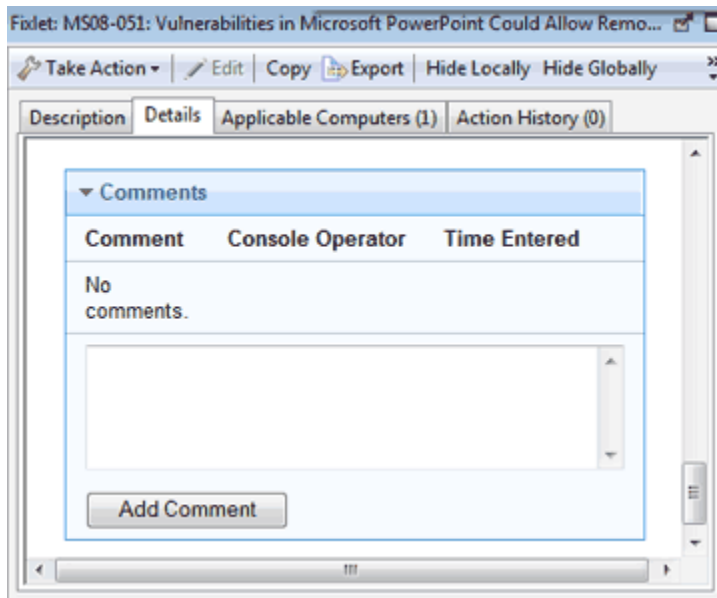 Fixlet: MS08-051: Vulnerabilities in Microsoft PowerPoint Could Allow Remo...
Take Action Edit Copy Export Hide Locally Hide Globally
Description Details Applicable Computers (1) Action History (0)
Comments
Comment Console Operator Time Entered
No
comments.
Add Comment